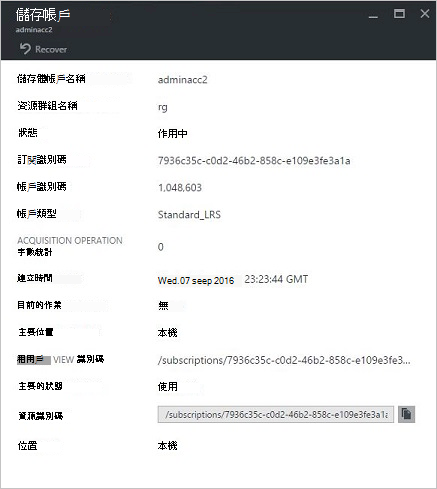 儲存帳戶
adminacc2
Recover
儲存體帳戶名稱 adminacc2
資源群組名稱 rg
狀態 作用中
訂閱識別碼 7936c35c-c0d2-46b2-858c-e109e3fe3a1a
帳戶識別碼 1,048,603
帳戶類型 Standard_LRS
ACQUISITION OPERATION 0
字數統計
建立時間 Wed.07 seep 2016 23:23:44 GMT
目前的作業 無
主要位置 本機
租用戶 VIEW 識別碼 /subscriptions/7936c35c-c0d2-46b2-858c-e109e3fe3...
主要的狀態 使用
資源識別碼 /subscriptions/7936c35c-c0d2-46b2-858c-e109e3fe3a1a
位置 本機